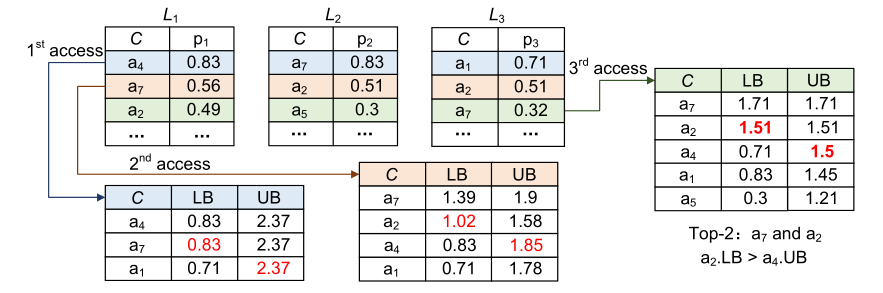 L1 L2 L3
C p1 C p2 C p3
1st access a4 0.83 a7 0.83 a1 0.71
a7 0.56 a2 0.51 a2 0.51 3rd access
a2 0.49 a5 0.3 a7 0.32
... ... ... ... ... ...
C LB UB
a7 1.71 1.71
a2 1.51 1.51
a4 0.71 1.5
a1 0.83 1.45
a5 0.3 1.21
2nd access
C LB UB
a4 0.83 2.37
a7 0.83 2.37
a1 0.71 2.37
C LB UB
a7 1.39 1.9
a2 1.02 1.58
a4 0.83 1.85
a1 0.71 1.78
Top-2：a7 and a2
a2.LB > a4.UB